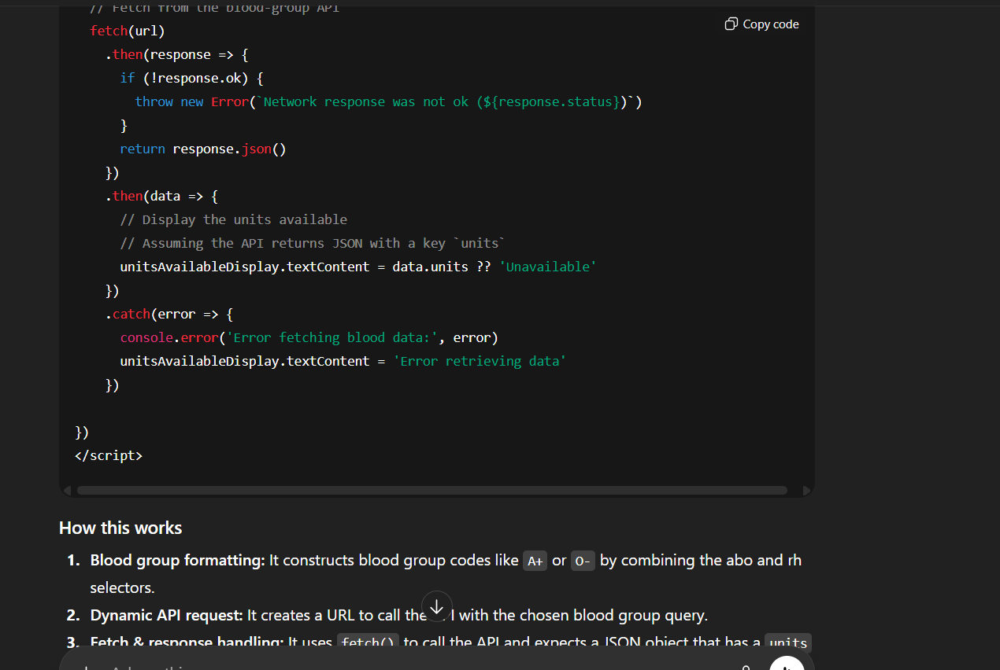 // Fetch from the blood-group API
Copy code
fetch(url)
.then(response => {
if (!response.ok) {
throw new Error(`Network response was not ok (${response.status})`)
}
return response.json()
})
.then(data => {
// Display the units available
// Assuming the API returns JSON with a key `units`
unitsAvailableDisplay.textContent = data.units ?? 'Unavailable'
})
.catch(error => {
console.error('Error fetching blood data:', error)
unitsAvailableDisplay.textContent = 'Error retrieving data'
})
})
</script>
How this works
1. Blood group formatting: It constructs blood group codes like A+ or O- by combining the abo and rh
selectors.
2. Dynamic API request: It creates a URL to call the with the chosen blood group query.
3. Fetch & response handling: It uses fetch() to call the API and expects a JSON object that has a units